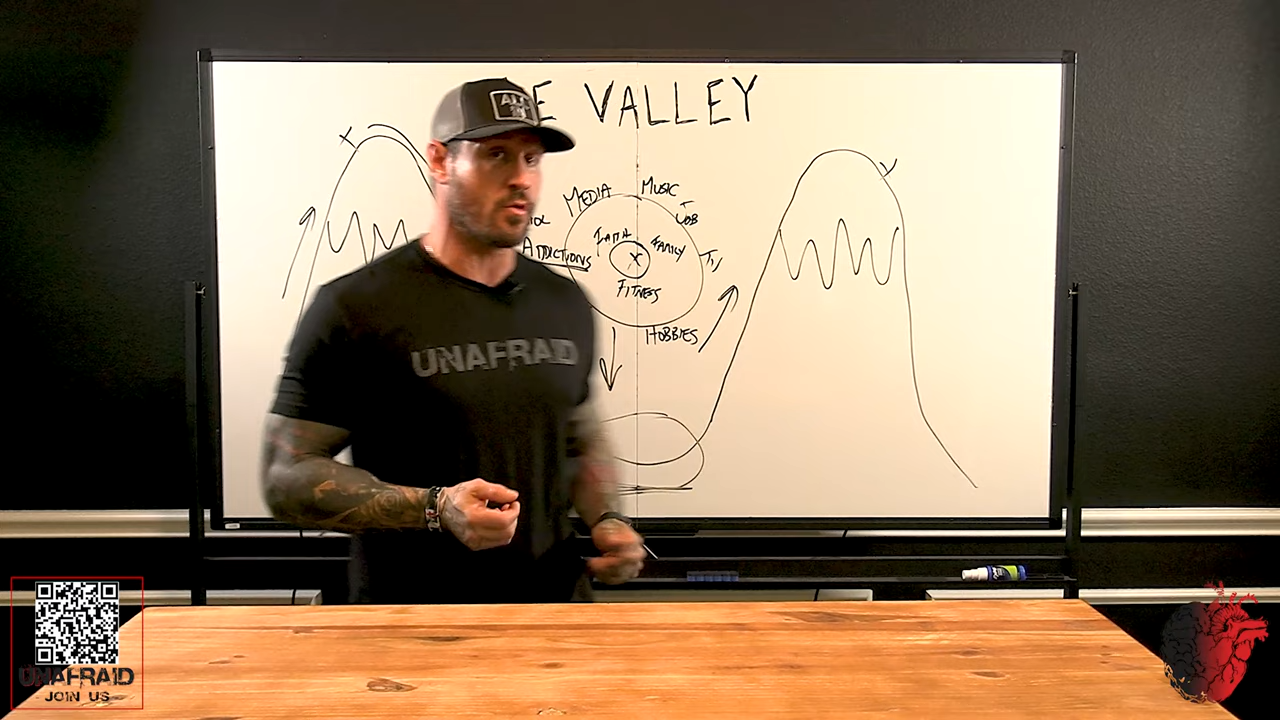 E VALLEY
MEDIA
MUSIC
JOB
ADDICTIONS
FAITH
FAMILY
X
FITNESS
HOBBIES
X
Y
UNAFRAID
UNAFRAID
JOIN US